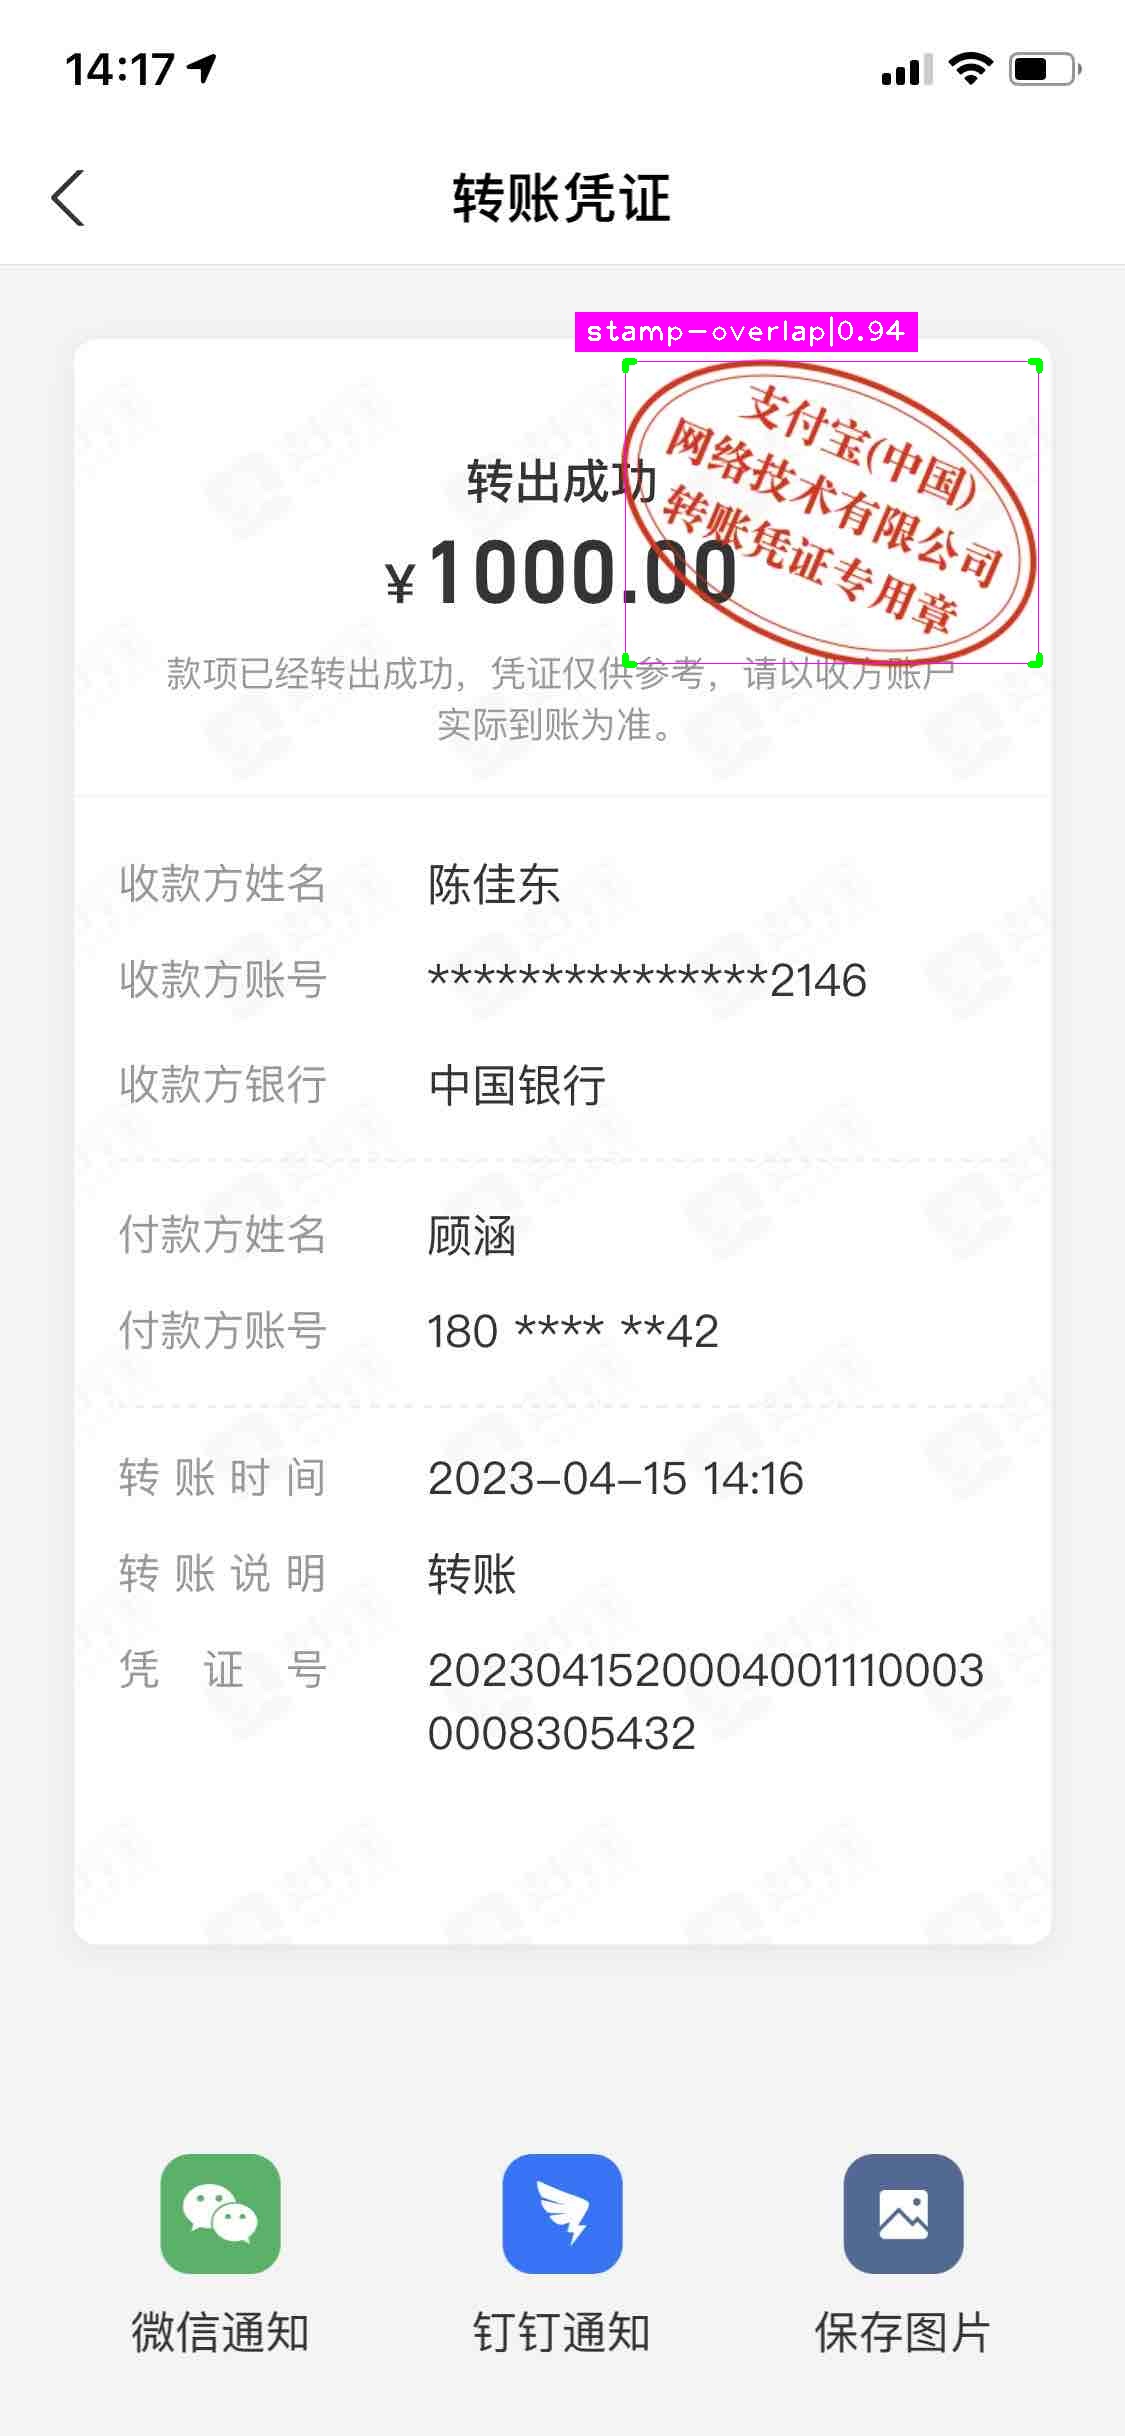 14:17
转账凭证
stamp-overlap|0.94
支付宝(中国)
网络技术有限公司
转账凭证专用章
转出成功
¥1000.00
款项已经转出成功，凭证仅供参考，请以收方账户
实际到账为准。
收款方姓名 陈佳东
收款方账号 ***************2146
收款方银行 中国银行
付款方姓名 顾涵
付款方账号 180 **** **42
转账时间 2023-04-15 14:16
转账说明 转账
凭证号 2023041520004001110003
0008305432
微信通知 钉钉通知 保存图片